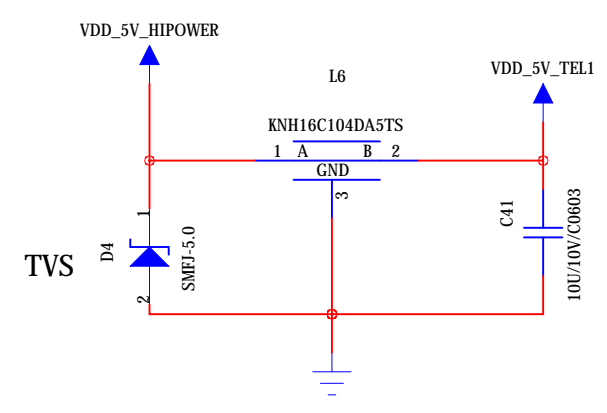 VDD_5V_HIPOWER
L6
VDD_5V_TEL1
KNH16C104DA5TS
1 A B 2
GND
3
C41
10U/10V/C0603
1
D4
SMFJ-5.0
TVS
2